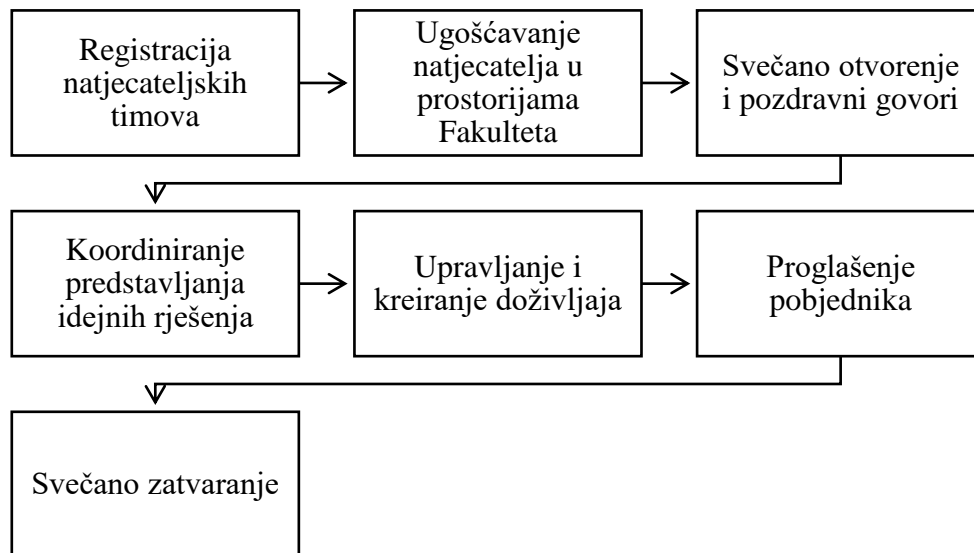 Registracija
natjecateljskih
timova
Ugošćavanje
natjecatelja u
prostorijama
Fakulteta
Svečano otvorenje
i pozdravni govori
Koordiniranje
predstavljanja
idejnih rješenja
Upravljanje i
kreiranje doživljaja
Proglašenje
pobjednika
Svečano zatvaranje